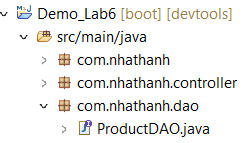 Demo_Lab6 [boot] [devtools]
src/main/java
com.nhathanh
com.nhathanh.controller
com.nhathanh.dao
ProductDAO.java